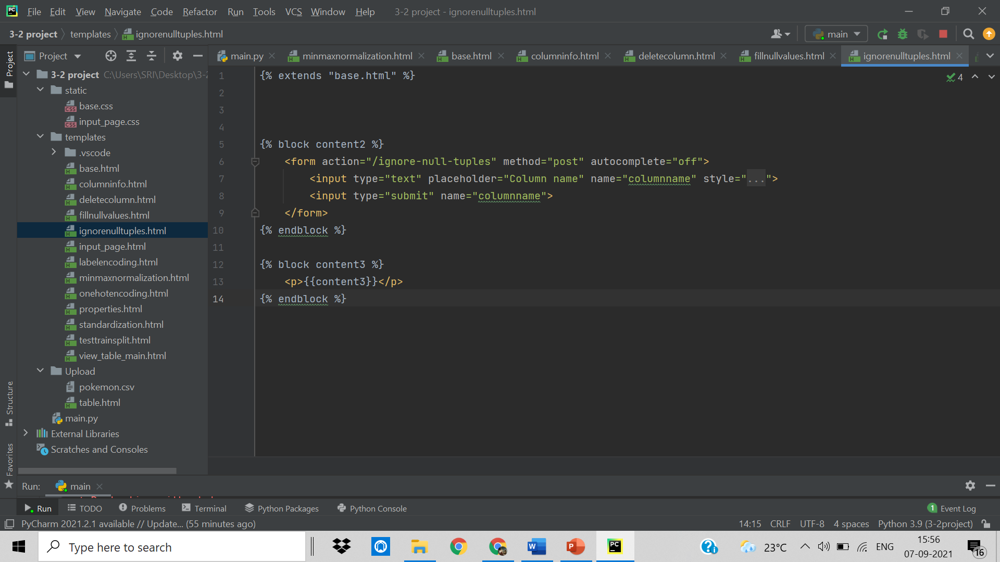 PC File Edit View Navigate Code Refactor Run Tools VCS Window Help 3-2 project - ignorenulltuples.html
3-2 project templates ignorenulltuples.html main
Project
Project
main.py minmaxnormalization.html base.html columninfo.html deletecolumn.html fillnullvalues.html ignorenulltuples.html
3-2 project C:\Users\SRI\Desktop\3-2
static
base.css
input_page.css
templates
.vscode
base.html
columninfo.html
deletecolumn.html
fillnullvalues.html
ignorenulltuples.html
input_page.html
labelencoding.html
minmaxnormalization.html
onehotencoding.html
properties.html
standardization.html
testtrainsplit.html
view_table_main.html
Upload
pokemon.csv
table.html
main.py
External Libraries
Scratches and Consoles
Structure
Favorites
4
1 {% extends "base.html" %}
2
3
4
5 {% block content2 %}
6 <form action="/ignore-null-tuples" method="post" autocomplete="off">
7 <input type="text" placeholder="Column name" name="columnname" style="...">
8 <input type="submit" name="columnname">
9 </form>
10 {% endblock %}
11
12 {% block content3 %}
13 <p>{{content3}}</p>
14 {% endblock %}
Run: main
Run TODO Problems Terminal Python Packages Python Console 1 Event Log
PyCharm 2021.2.1 available // Update... (55 minutes ago) 14:15 CRLF UTF-8 4 spaces Python 3.9 (3-2project)
Type here to search
W P PC
23°C ENG
15:56
07-09-2021
16